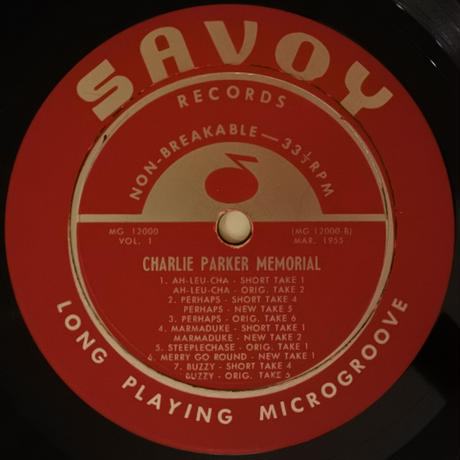 SAVOY
RECORDS
NON-BREAKABLE—33⅓RPM
MG 12000
VOL. 1
(MG 12000-B)
MAR. 1955
CHARLIE PARKER MEMORIAL
1. AH-LEU-CHA - SHORT TAKE 1
AH-LEU-CHA - ORIG. TAKE 2
2. PERHAPS - SHORT TAKE 4
PERHAPS - NEW TAKE 5
3. PERHAPS - ORIG. TAKE 6
4. MARMADUKE - SHORT TAKE 1
MARMADUKE - NEW TAKE 2
5. STEEPLECHASE - ORIG. TAKE 1
6. MERRY GO ROUND - NEW TAKE 1
7. BUZZY - SHORT TAKE 4
BUZZY - ORIG. TAKE 5
LONG PLAYING MICROGROOVE